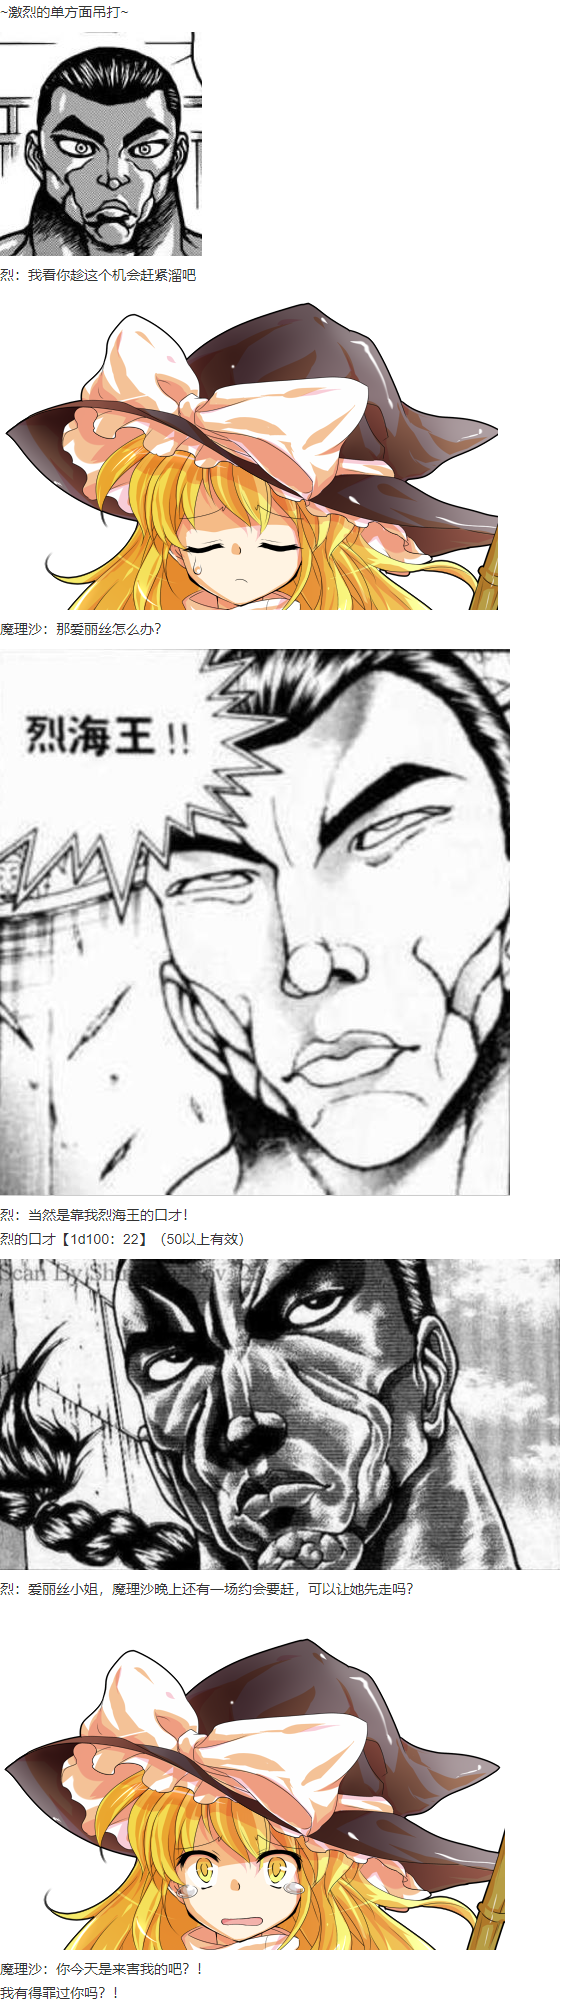 ~激烈的单方面吊打~
烈：我看你趁这个机会赶紧溜吧
魔理沙：那爱丽丝怎么办?
烈海王!!
烈：当然是靠我烈海王的口才!
烈的口才【1d100：22】（50以上有效）
Scan By
烈：爱丽丝小姐，魔理沙晚上还有一场约会要赶，可以让她先走吗?
魔理沙：你今天是来害我的吧?！
我有得罪过你吗?！